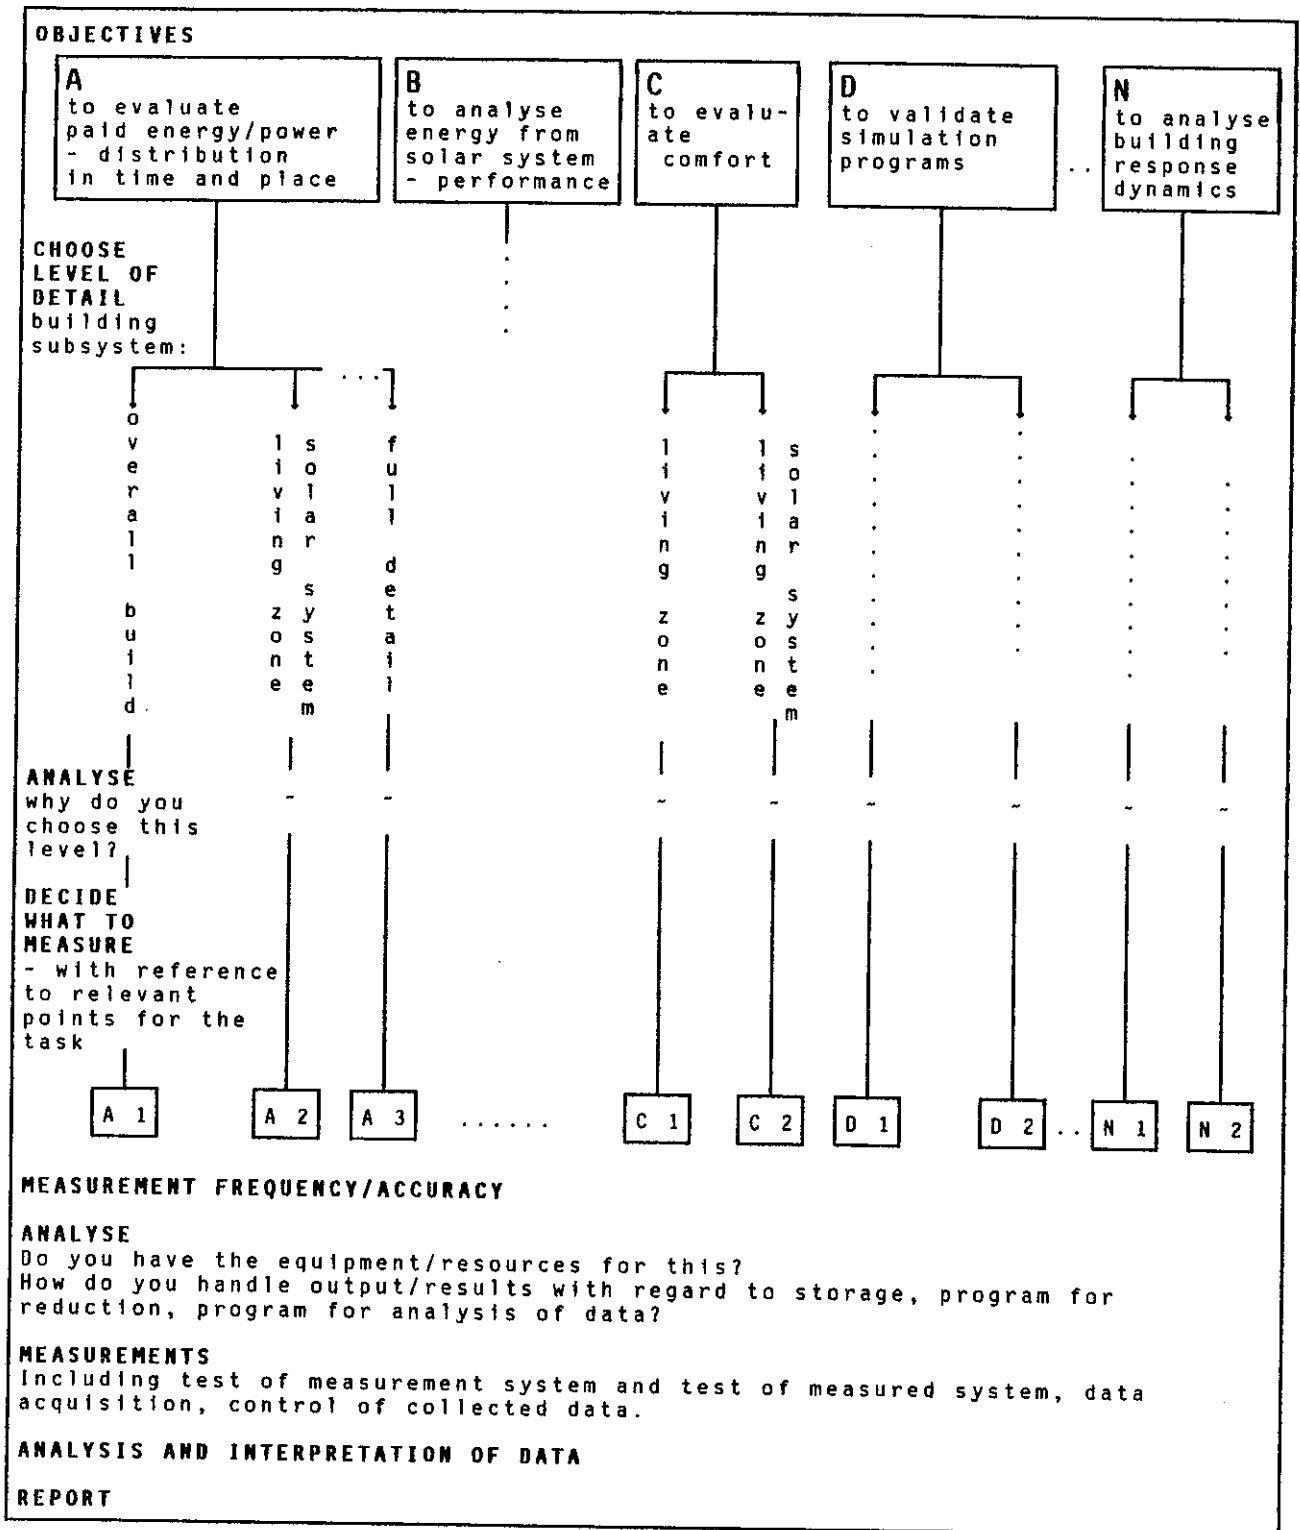 OBJECTIVES
A
to evaluate
paid energy/power
- distribution
in time and place
B
to analyse
energy from
solar system
- performance
C
to evalu-
ate
comfort
D
to validate
simulation
programs
..
N
to analyse
building
response
dynamics
CHOOSE
LEVEL OF
DETAIL
building
subsystem:
...
overall build
living zone
solar system
full detail
living zone
living zone
solar system
ANALYSE
why do you
choose this
level?
~ ~ ~ ~ ~ ~ ~ ~
DECIDE
WHAT TO
MEASURE
- with reference
to relevant
points for the
task
A 1
A 2
A 3
......
C 1
C 2
D 1
D 2
..
N 1
N 2
MEASUREMENT FREQUENCY/ACCURACY
ANALYSE
Do you have the equipment/resources for this?
How do you handle output/results with regard to storage, program for
reduction, program for analysis of data?
MEASUREMENTS
Including test of measurement system and test of measured system, data
acquisition, control of collected data.
ANALYSIS AND INTERPRETATION OF DATA
REPORT